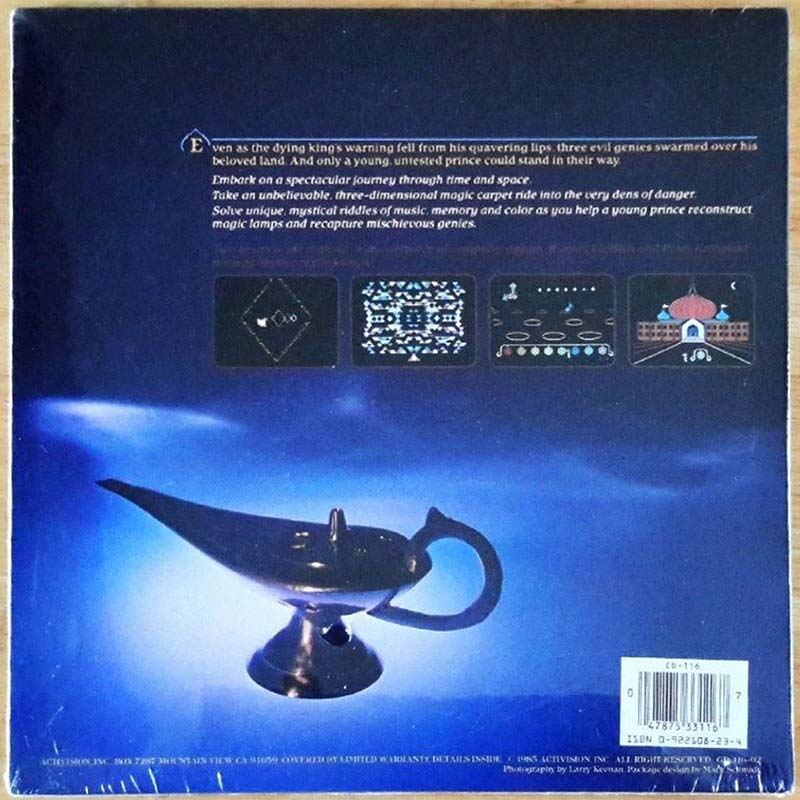 Even as the dying king's warning fell from his quavering lips, three evil genies swarmed over his
beloved land. And only a young, untested prince could stand in their way.
Embark on a spectacular journey through time and space.
Take an unbelievable, three-dimensional magic carpet ride into the very dens of danger.
Solve unique, mystical riddles of music, memory and color as you help a young prince reconstruct
magic lamps and recapture mischievous genies.
CD-116
0 47875 33116 7
ISBN 0-922108-23-4
ACTIVISION, INC. BOX 7287 MOUNTAIN VIEW CA 94039 COVERED BY LIMITED WARRANTY DETAILS INSIDE © 1985 ACTIVISION INC ALL RIGHT RESERVED
Photography by Larry Keenan. Package design by Mark Schmidt